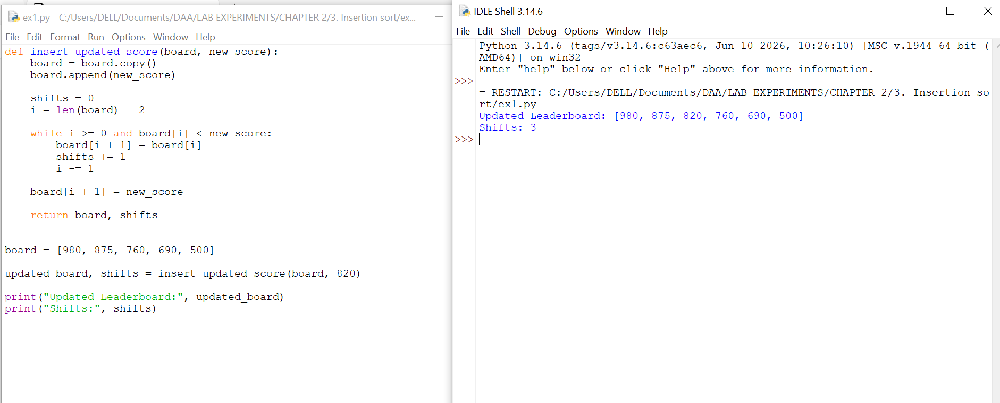 ex1.py - C:/Users/DELL/Documents/DAA/LAB EXPERIMENTS/CHAPTER 2/3. Insertion sort/ex...
File Edit Format Run Options Window Help
def insert_updated_score(board, new_score):
    board = board.copy()
    board.append(new_score)

    shifts = 0
    i = len(board) - 2

    while i >= 0 and board[i] < new_score:
        board[i + 1] = board[i]
        shifts += 1
        i -= 1

    board[i + 1] = new_score

    return board, shifts


board = [980, 875, 760, 690, 500]

updated_board, shifts = insert_updated_score(board, 820)

print("Updated Leaderboard:", updated_board)
print("Shifts:", shifts)
IDLE Shell 3.14.6
File Edit Shell Debug Options Window Help
Python 3.14.6 (tags/v3.14.6:c63aec6, Jun 10 2026, 10:26:10) [MSC v.1944 64 bit (
AMD64)] on win32
Enter "help" below or click "Help" above for more information.
>>>
= RESTART: C:/Users/DELL/Documents/DAA/LAB EXPERIMENTS/CHAPTER 2/3. Insertion so
rt/ex1.py
Updated Leaderboard: [980, 875, 820, 760, 690, 500]
Shifts: 3
>>>